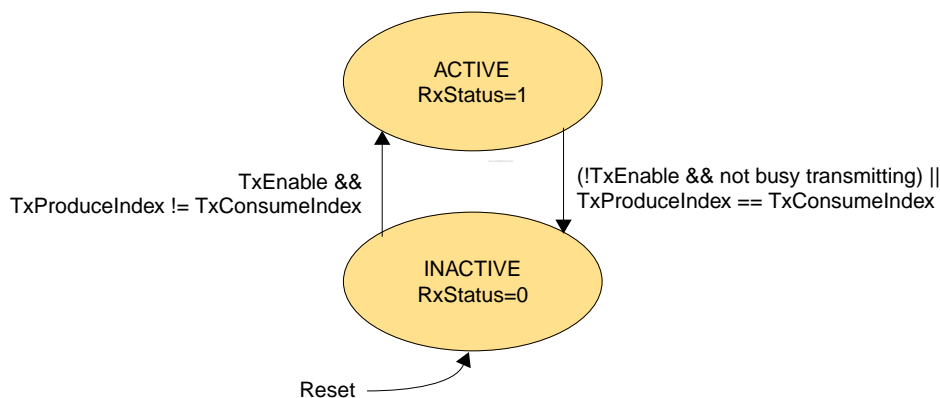 ACTIVE
RxStatus=1
TxEnable &&
TxProduceIndex != TxConsumeIndex
(!TxEnable && not busy transmitting) ||
TxProduceIndex == TxConsumeIndex
INACTIVE
RxStatus=0
Reset